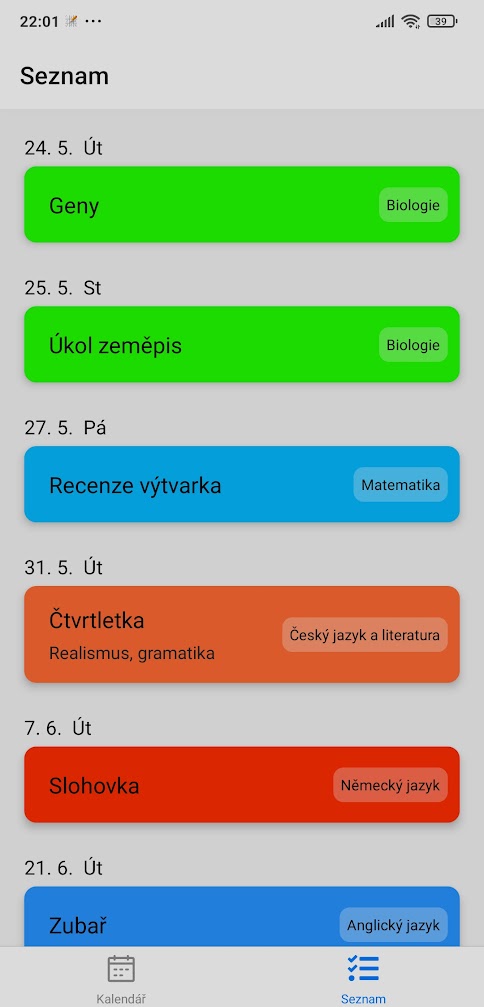 22:01
39
Seznam
24. 5. Út
Geny
Biologie
25. 5. St
Úkol zeměpis
Biologie
27. 5. Pá
Recenze výtvarka
Matematika
31. 5. Út
Čtvrtletka
Realismus, gramatika
Český jazyk a literatura
7. 6. Út
Slohovka
Německý jazyk
21. 6. Út
Zubař
Anglický jazyk
Kalendář
Seznam